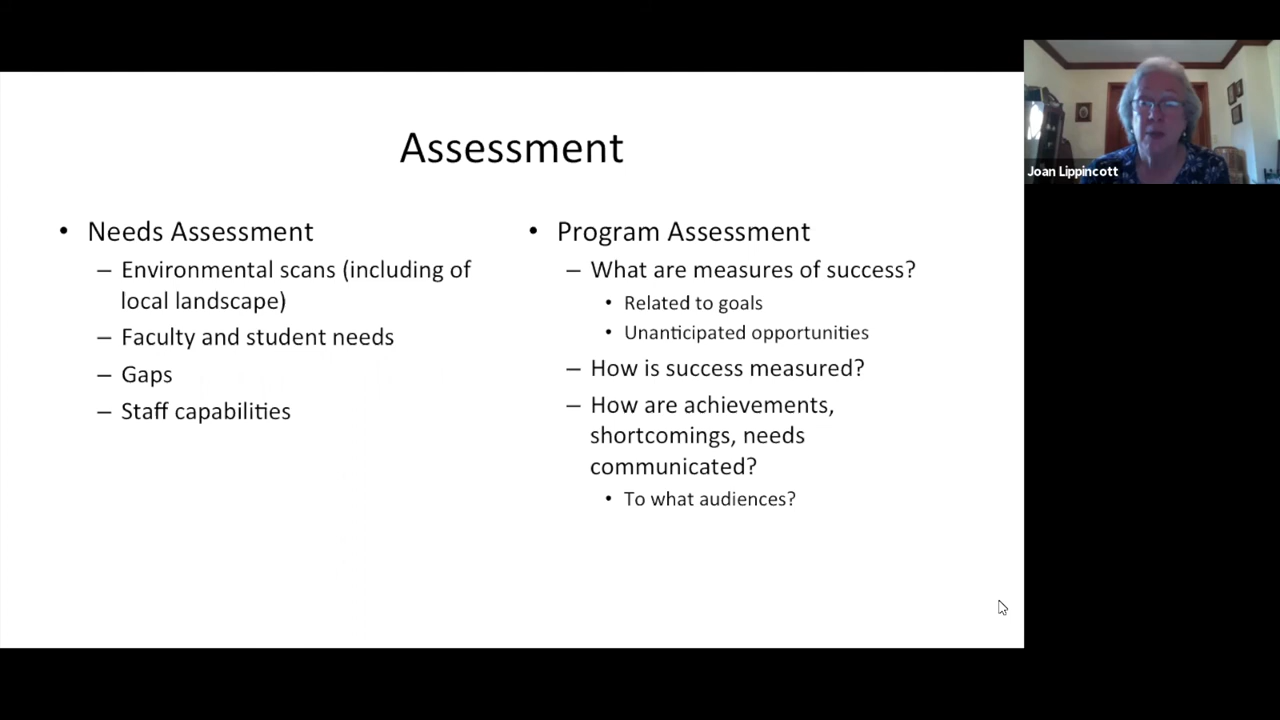 Assessment
• Needs Assessment
– Environmental scans (including of
local landscape)
– Faculty and student needs
– Gaps
– Staff capabilities
• Program Assessment
– What are measures of success?
• Related to goals
• Unanticipated opportunities
– How is success measured?
– How are achievements,
shortcomings, needs
communicated?
• To what audiences?
Joan Lippincott